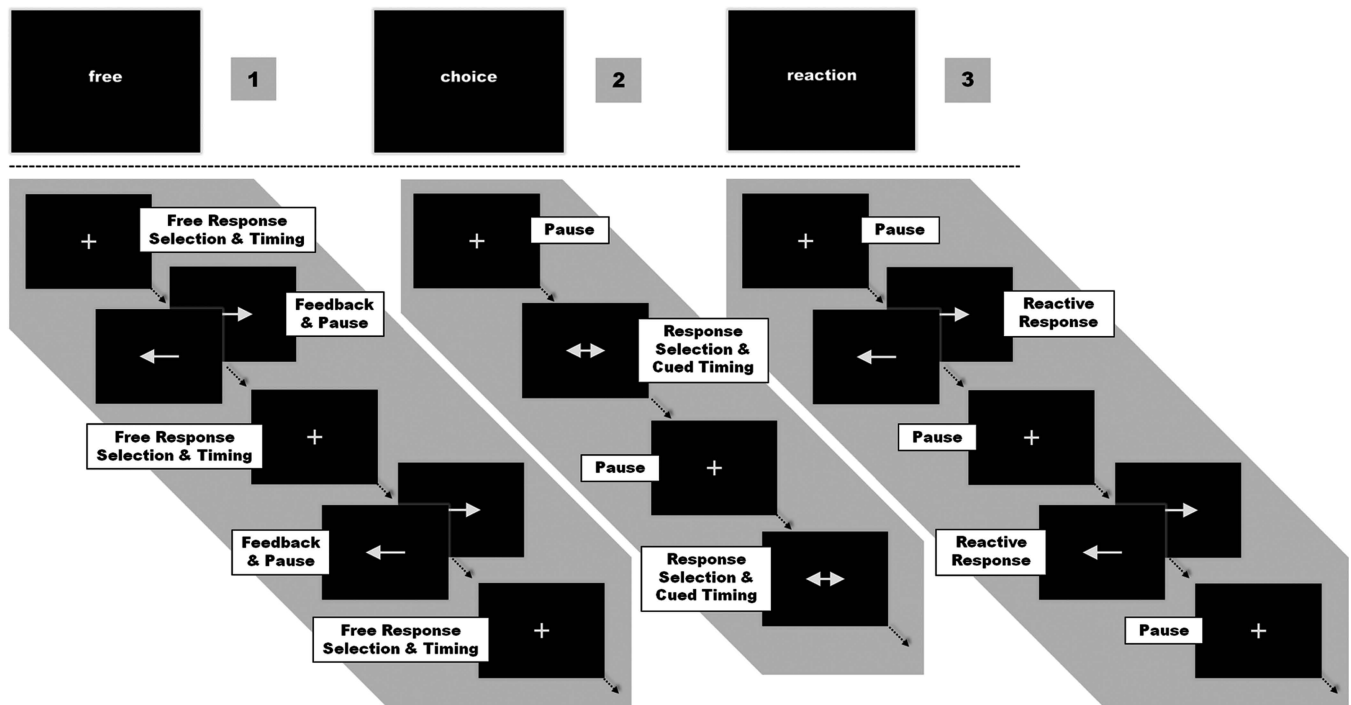 free
1
choice
2
reaction
3
Free Response
Selection & Timing
Feedback
& Pause
Free Response
Selection & Timing
Feedback
& Pause
Free Response
Selection & Timing
Pause
Response
Selection &
Cued Timing
Pause
Response
Selection &
Cued Timing
Pause
Reactive
Response
Pause
Reactive
Response
Pause